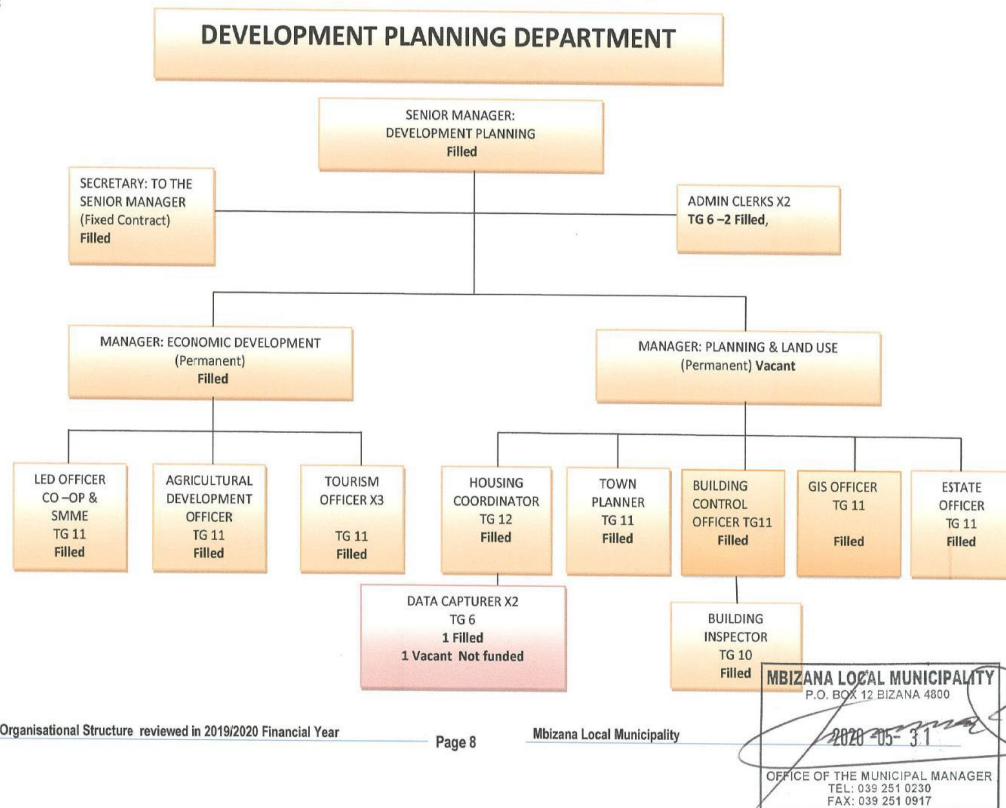 DEVELOPMENT PLANNING DEPARTMENT
SENIOR MANAGER:
DEVELOPMENT PLANNING
Filled
SECRETARY: TO THE
SENIOR MANAGER
(Fixed Contract)
Filled
ADMIN CLERKS X2
TG 6 –2 Filled,
MANAGER: ECONOMIC DEVELOPMENT
(Permanent)
Filled
MANAGER: PLANNING & LAND USE
(Permanent) Vacant
LED OFFICER
CO –OP &
SMME
TG 11
Filled
AGRICULTURAL
DEVELOPMENT
OFFICER
TG 11
Filled
TOURISM
OFFICER X3
TG 11
Filled
HOUSING
COORDINATOR
TG 12
Filled
TOWN
PLANNER
TG 11
Filled
BUILDING
CONTROL
OFFICER TG11
Filled
GIS OFFICER
TG 11
Filled
ESTATE
OFFICER
TG 11
Filled
DATA CAPTURER X2
TG 6
1 Filled
1 Vacant Not funded
BUILDING
INSPECTOR
TG 10
Filled
MBIZANA LOCAL MUNICIPALITY
P.O. BOX 12 BIZANA 4800
2020 -05- 31
OFFICE OF THE MUNICIPAL MANAGER
TEL: 039 251 0230
FAX: 039 251 0917
Organisational Structure reviewed in 2019/2020 Financial Year
Page 8
Mbizana Local Municipality